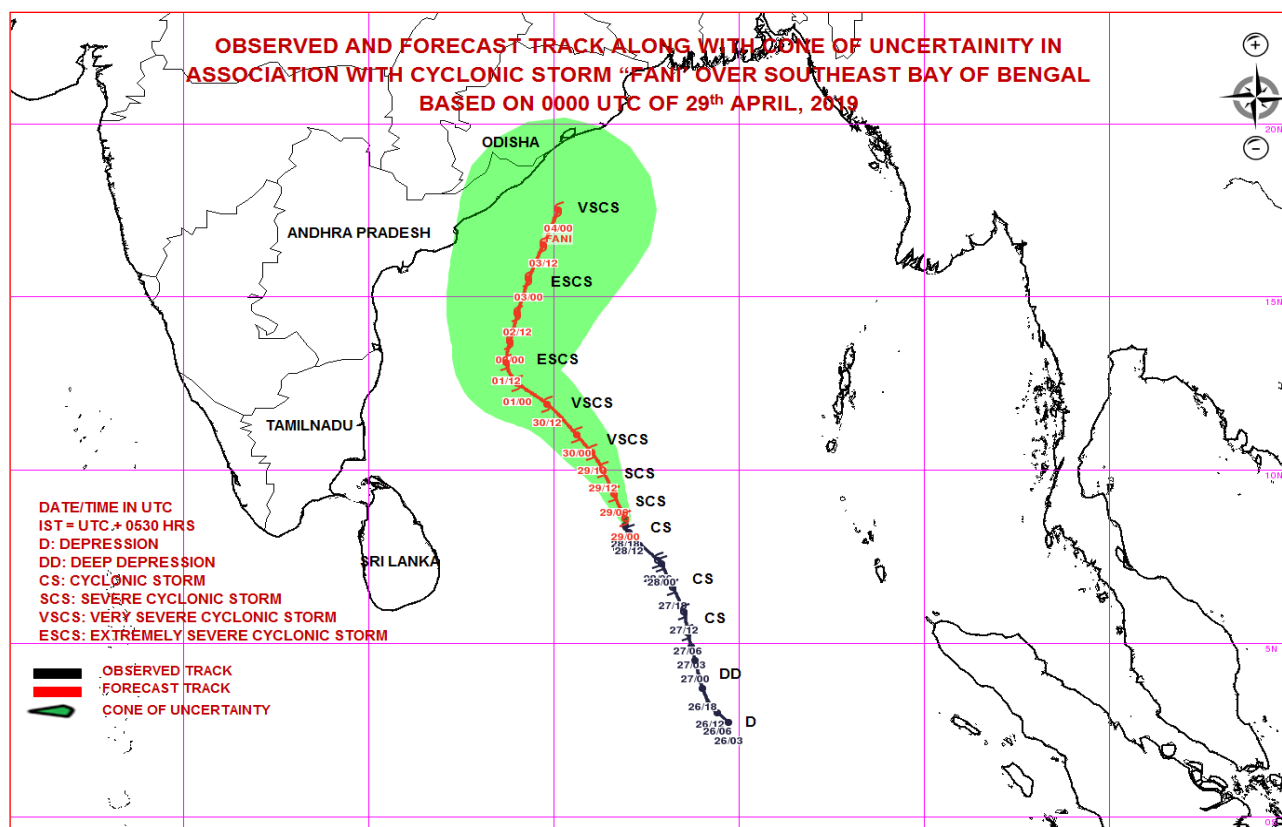 OBSERVED AND FORECAST TRACK ALONG WITH CONE OF UNCERTAINITY IN
ASSOCIATION WITH CYCLONIC STORM “FANI” OVER SOUTHEAST BAY OF BENGAL
BASED ON 0000 UTC OF 29th APRIL, 2019
20N
ODISHA
VSCS
04/00
FANI
ANDHRA PRADESH
03/12
ESCS
03/00
15N
02/12
ESCS
01/12
01/00
VSCS
30/12
TAMILNADU
VSCS
30/00
10N
SCS
29/12
SCS
29/06
CS
29/00
28/18
28/12
DATE/TIME IN UTC
IST = UTC + 0530 HRS
D: DEPRESSION
DD: DEEP DEPRESSION
CS: CYCLONIC STORM
SCS: SEVERE CYCLONIC STORM
VSCS: VERY SEVERE CYCLONIC STORM
ESCS: EXTREMELY SEVERE CYCLONIC STORM
SRI LANKA
CS
28/00
27/18
CS
27/12
5N
27/06
27/03
27/00
DD
OBSERVED TRACK
FORECAST TRACK
CONE OF UNCERTAINTY
26/18
D
26/12
26/06
26/03